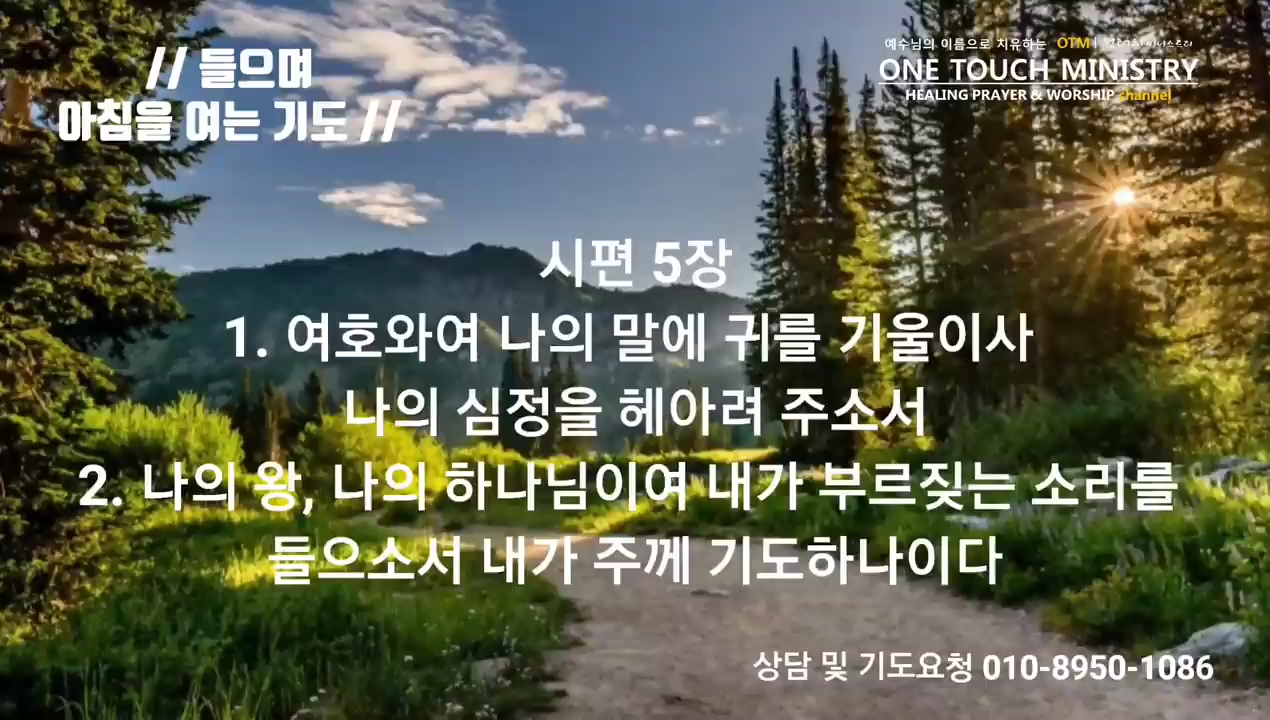 // 들으며
아침을 여는 기도 //
예수님의 이름으로 치유하는 OTM
ONE TOUCH MINISTRY
HEALING PRAYER & WORSHIP channel
시편 5장
1. 여호와여 나의 말에 귀를 기울이사
나의 심정을 헤아려 주소서
2. 나의 왕, 나의 하나님이여 내가 부르짖는 소리를
들으소서 내가 주께 기도하나이다
상담 및 기도요청 010-8950-1086